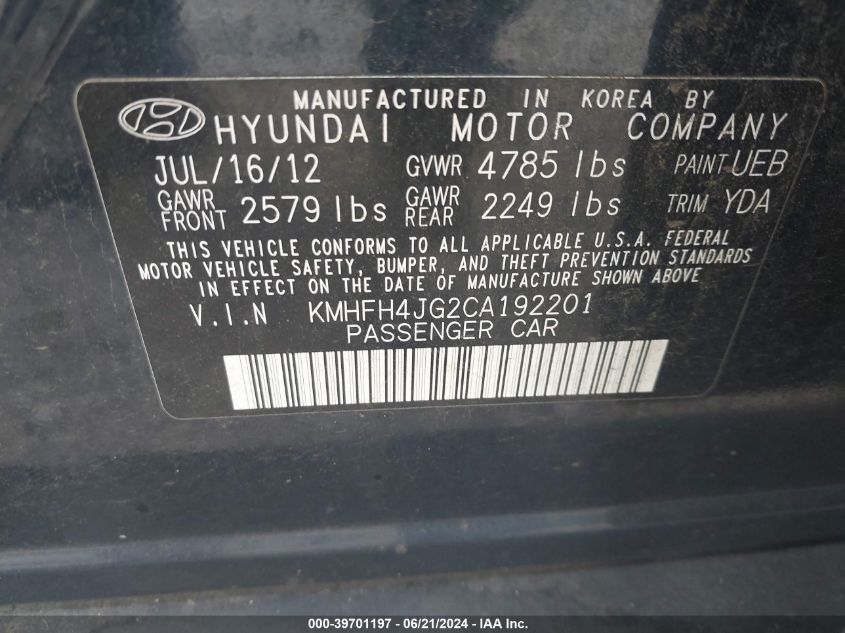 MANUFACTURED IN KOREA BY
HYUNDAI MOTOR COMPANY
JUL/16/12 GVWR 4785 lbs PAINT UEB
GAWR FRONT 2579 lbs GAWR REAR 2249 lbs TRIM YDA
THIS VEHICLE CONFORMS TO ALL APPLICABLE U.S.A. FEDERAL
MOTOR VEHICLE SAFETY, BUMPER, AND THEFT PREVENTION STANDARDS
IN EFFECT ON THE DATE OF MANUFACTURE SHOWN ABOVE
V.I.N KMHFH4JG2CA192201
PASSENGER CAR
000-39701197 - 06/21/2024 - IAA Inc.